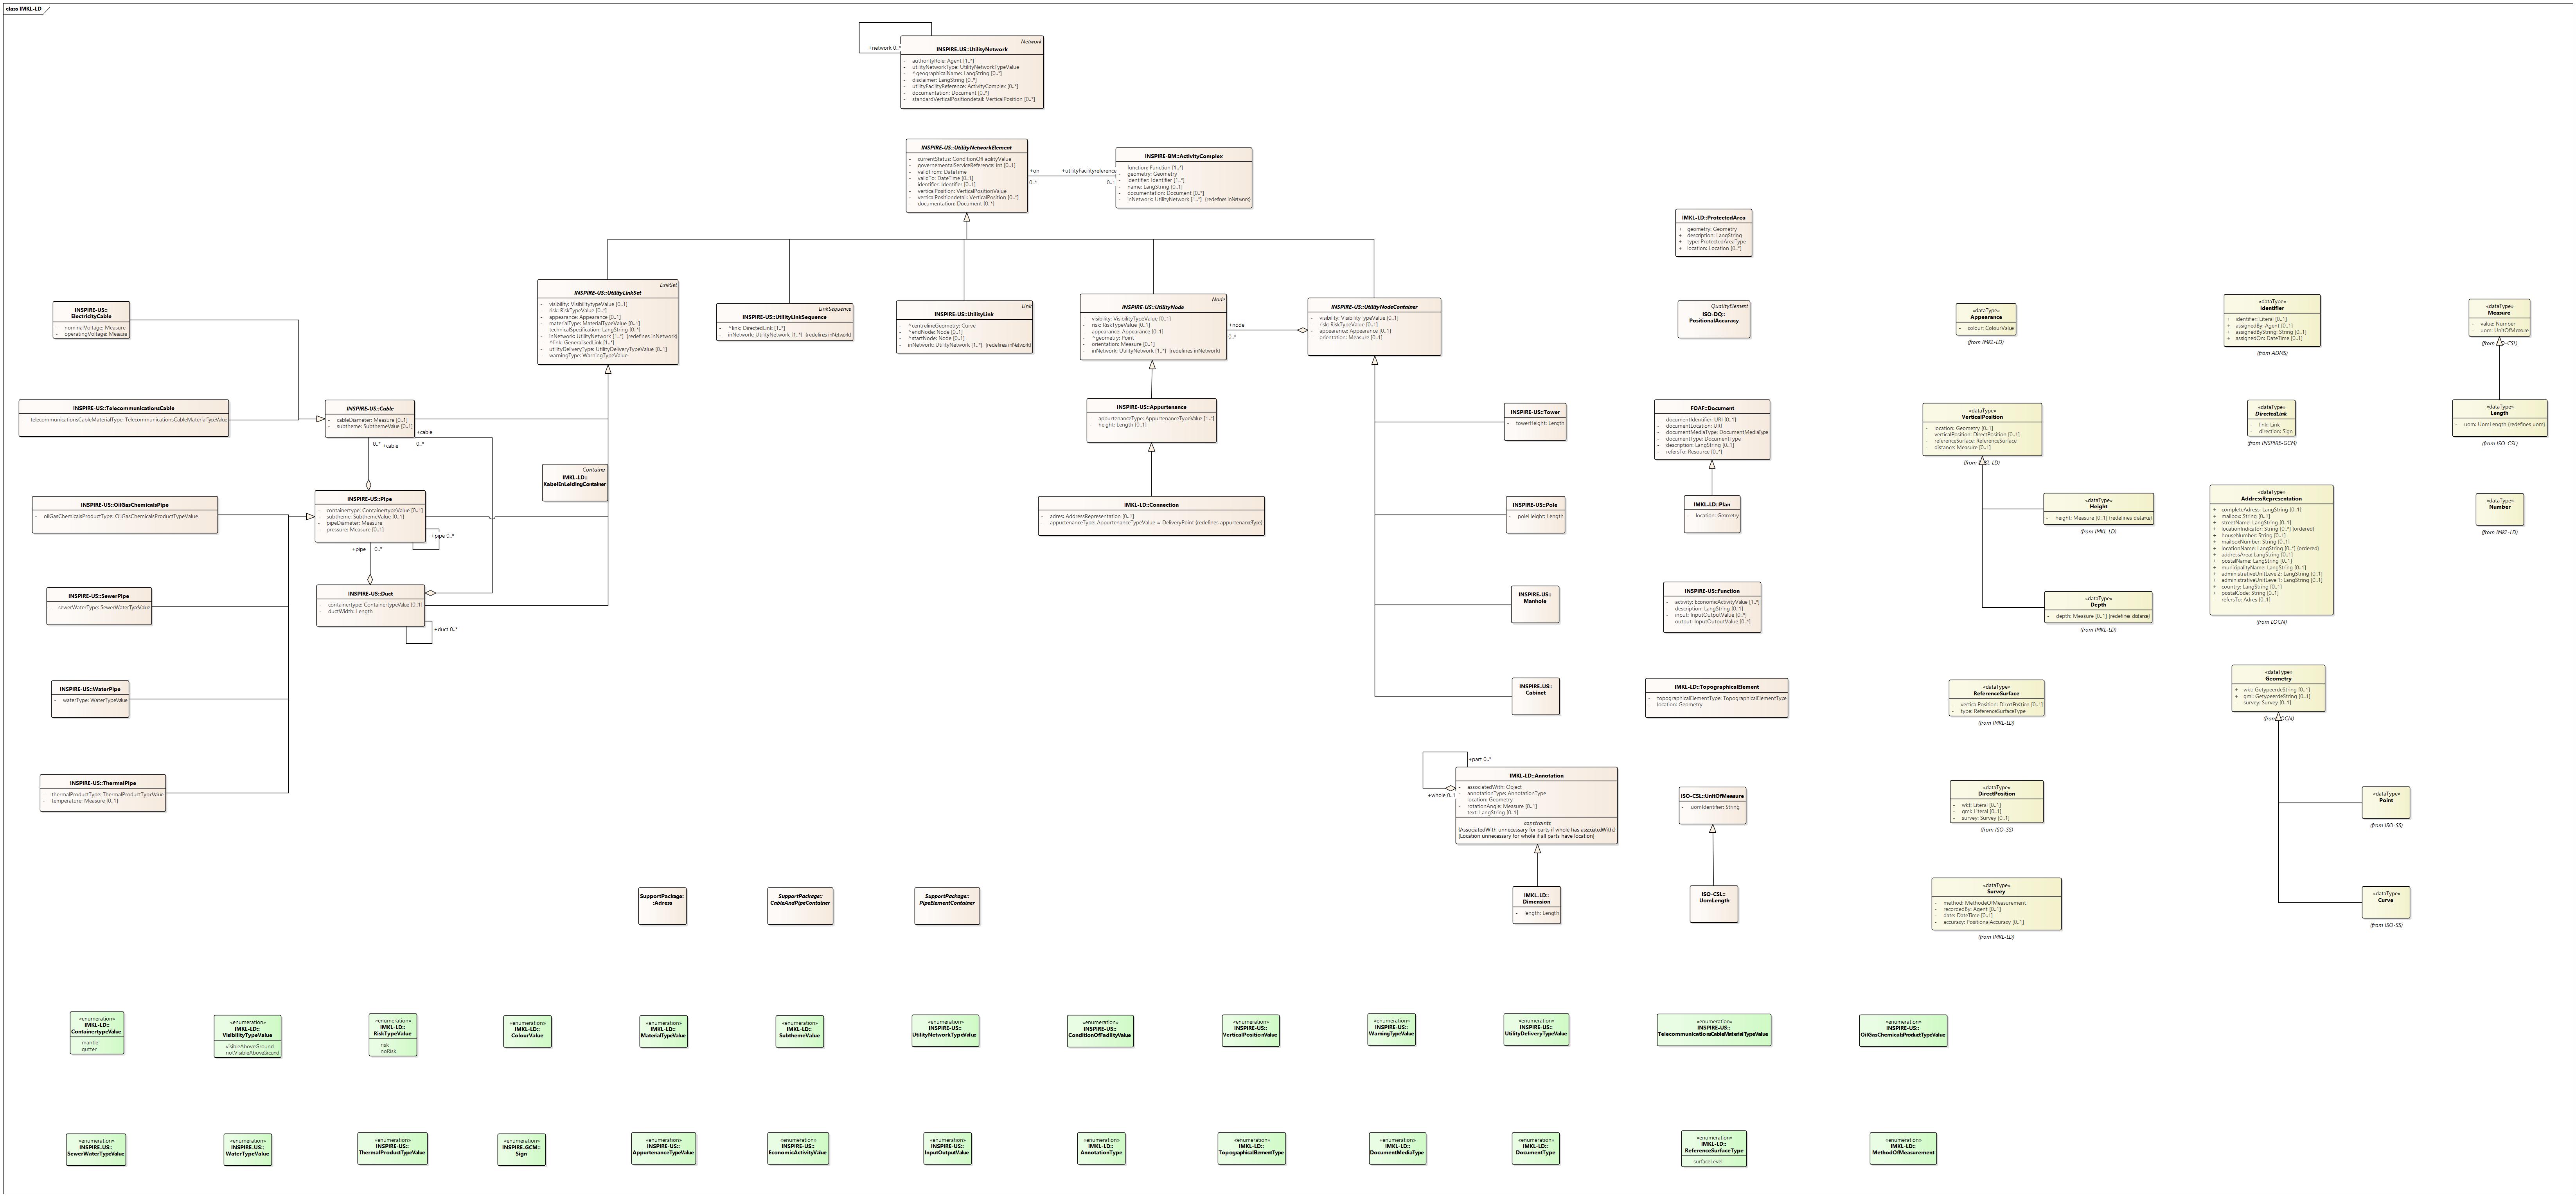 class IMKL-LD
Network
INSPIRE-US::UtilityNetwork
- authorityRole: Agent [1..*]
- utilityNetworkType: UtilityNetworkTypeValue
- ^geographicalName: LangString [0..*]
- disclaimer: LangString [0..*]
- utilityFacilityReference: ActivityComplex [0..*]
- documentation: Document [0..*]
- standardVerticalPositiondetail: VerticalPosition [0..*]
+network 0..*
INSPIRE-US::UtilityNetworkElement
- currentStatus: ConditionOfFacilityValue
- governementalServiceReference: int [0..1]
- validFrom: DateTime
- validTo: DateTime [0..1]
- identifier: Identifier [0..1]
- verticalPosition: VerticalPositionValue
- verticalPositiondetail: VerticalPosition [0..*]
- documentation: Document [0..*]
+on
0..*
+utilityFacilityreference
0..1
INSPIRE-BM::ActivityComplex
- function: Function [1..*]
- geometry: Geometry
- identifier: Identifier [1..*]
- name: LangString [0..1]
- documentation: Document [0..*]
- inNetwork: UtilityNetwork [1..*] {redefines inNetwork}
IMKL-LD::ProtectedArea
+ geometry: Geometry
+ description: LangString
+ type: ProtectedAreaType
+ location: Location [0..*]
LinkSet
INSPIRE-US::UtilityLinkSet
- visibility: VisibilitytypeValue [0..1]
- risk: RiskTypeValue [0..*]
- appearance: Appearance [0..1]
- materialType: MaterialTypeValue [0..1]
- technicalSpecification: LangString [0..*]
- inNetwork: UtilityNetwork [1..*] {redefines inNetwork}
- ^link: GeneralisedLink [1..*]
- utilityDeliveryType: UtilityDeliveryTypeValue [0..1]
- warningType: WarningTypeValue
LinkSequence
INSPIRE-US::UtilityLinkSequence
- ^link: DirectedLink [1..*]
- inNetwork: UtilityNetwork [1..*] {redefines inNetwork}
Link
INSPIRE-US::UtilityLink
- ^centrelineGeometry: Curve
- ^endNode: Node [0..1]
- ^startNode: Node [0..1]
- inNetwork: UtilityNetwork [1..*] {redefines inNetwork}
Node
INSPIRE-US::UtilityNode
- visibility: VisibilityTypeValue [0..1]
- risk: RiskTypeValue [0..1]
- appearance: Appearance [0..1]
- ^geometry: Point
- orientation: Measure [0..1]
- inNetwork: UtilityNetwork [1..*] {redefines inNetwork}
+node
0..*
INSPIRE-US::UtilityNodeContainer
- visibility: VisibilityTypeValue [0..1]
- risk: RiskTypeValue [0..1]
- appearance: Appearance [0..1]
- orientation: Measure [0..1]
QualityElement
ISO-DQ::
PositionalAccuracy
«dataType»
Appearance
- colour: ColourValue
(from IMKL-LD)
«dataType»
Identifier
+ identifier: Literal [0..1]
+ assignedBy: Agent [0..1]
+ assignedByString: String [0..1]
+ assignedOn: DateTime [0..1]
(from ADMS)
«dataType»
Measure
- value: Number
- uom: UnitOfMeasure
INSPIRE-US::
ElectricityCable
- nominalVoltage: Measure
- operatingVoltage: Measure
INSPIRE-US::TelecommunicationsCable
- telecommunicationsCableMaterialType: TelecommunicationsCableMaterialTypeValue
INSPIRE-US::Cable
- cableDiameter: Measure [0..1]
- subtheme: SubthemeValue [0..1]
0..*
+cable
+cable
0..*
INSPIRE-US::Appurtenance
- appurtenanceType: AppurtenanceTypeValue [1..*]
- height: Length [0..1]
INSPIRE-US::Tower
- towerHeight: Length
FOAF::Document
- documentIdentifier: URI [0..1]
- documentLocation: URI
- documentMediaType: DocumentMediaType
- documentType: DocumentType
- description: LangString [0..1]
- refersTo: Resource [0..*]
«dataType»
VerticalPosition
- location: Geometry [0..1]
- verticalPosition: DirectPosition [0..1]
- referenceSurface: ReferenceSurface
- distance: Measure [0..1]
«dataType»
DirectedLink
- link: Link
- direction: Sign
(from INSPIRE-GCM)
«dataType»
Length
- uom: UomLength {redefines uom}
(from ISO-CSL)
Container
IMKL-LD::
KabelEnLeidingContainer
INSPIRE-US::OilGasChemicalsPipe
- oilGasChemicalsProductType: OilGasChemicalsProductTypeValue
INSPIRE-US::Pipe
- containertype: ContainertypeValue [0..1]
- subtheme: SubthemeValue [0..1]
- pipeDiameter: Measure
- pressure: Measure [0..1]
+pipe 0..*
+pipe
0..*
IMKL-LD::Connection
- adres: AddressRepresentation [0..1]
- appurtenanceType: AppurtenanceTypeValue = DeliveryPoint {redefines appurtenanceType}
INSPIRE-US::Pole
- poleHeight: Length
IMKL-LD::Plan
- location: Geometry
«dataType»
Height
- height: Measure [0..1] {redefines distance}
(from IMKL-LD)
«dataType»
AddressRepresentation
+ completeAdress: LangString [0..1]
+ mailbox: String [0..1]
+ streetName: LangString [0..1]
+ locationIndicator: String [0..*] {ordered}
+ houseNumber: String [0..1]
+ mailboxNumber: String [0..1]
+ locationName: LangString [0..*] {ordered}
+ addressArea: LangString [0..1]
+ postalName: LangString [0..1]
+ municipalityName: LangString [0..1]
+ administrativeUnitLevel2: LangString [0..1]
+ administrativeUnitLevel1: LangString [0..1]
+ country: LangString [0..1]
+ postalCode: String [0..1]
- refersTo: Adres [0..1]
(from LOCN)
«dataType»
Number
(from IMKL-LD)
INSPIRE-US::SewerPipe
- sewerWaterType: SewerWaterTypeValue
INSPIRE-US::Duct
- containertype: ContainertypeValue [0..1]
- ductWidth: Length
+duct 0..*
INSPIRE-US::
Manhole
INSPIRE-US::Function
- activity: EconomicActivityValue [1..*]
- description: LangString [0..1]
- input: InputOutputValue [0..*]
- output: InputOutputValue [0..*]
«dataType»
Depth
- depth: Measure [0..1] {redefines distance}
(from IMKL-LD)
INSPIRE-US::WaterPipe
- waterType: WaterTypeValue
INSPIRE-US::
Cabinet
IMKL-LD::TopographicalElement
- topographicalElementType: TopographicalElementType
- location: Geometry
«dataType»
ReferenceSurface
- verticalPosition: DirectPosition [0..1]
- type: ReferenceSurfaceType
(from IMKL-LD)
«dataType»
Geometry
+ wkt: GetypeerdeString [0..1]
+ gml: GetypeerdeString [0..1]
- survey: Survey [0..1]
INSPIRE-US::ThermalPipe
- thermalProductType: ThermalProductTypeValue
- temperature: Measure [0..1]
+part 0..*
+whole 0..1
IMKL-LD::Annotation
- associatedWith: Object
- annotationType: AnnotationType
- location: Geometry
- rotationAngle: Measure [0..1]
- text: LangString [0..1]
constraints
{AssociatedWith unnecessary for parts if whole has associatedWith.}
{Location unnecessary for whole if all parts have location}
ISO-CSL::UnitOfMeasure
- uomIdentifier: String
«dataType»
DirectPosition
- wkt: Literal [0..1]
- gml: Literal [0..1]
- survey: Survey [0..1]
(from ISO-SS)
«dataType»
Point
(from ISO-SS)
SupportPackage:
:Adress
SupportPackage::
CableAndPipeContainer
SupportPackage::
PipeElementContainer
IMKL-LD::
Dimension
- length: Length
ISO-CSL::
UomLength
«dataType»
Survey
- method: MethodeOfMeasurement
- recordedBy: Agent [0..1]
- date: DateTime [0..1]
- accuracy: PositionalAccuracy [0..1]
(from IMKL-LD)
«dataType»
Curve
(from ISO-SS)
«enumeration»
IMKL-LD::
ContainertypeValue
mantle
gutter
«enumeration»
IMKL-LD::
VisibilityTypeValue
visibleAboveGround
notVisibleAboveGround
«enumeration»
IMKL-LD::
RiskTypeValue
risk
noRisk
«enumeration»
IMKL-LD::
ColourValue
«enumeration»
IMKL-LD::
MaterialTypeValue
«enumeration»
IMKL-LD::
SubthemeValue
«enumeration»
INSPIRE-US::
UtilityNetworkTypeValue
«enumeration»
INSPIRE-US::
ConditionOfFacilityValue
«enumeration»
INSPIRE-US::
VerticalPositionValue
«enumeration»
INSPIRE-US::
WarningTypeValue
«enumeration»
INSPIRE-US::
UtilityDeliveryTypeValue
«enumeration»
INSPIRE-US::
TelecommunicationsCableMaterialTypeValue
«enumeration»
INSPIRE-US::
OilGasChemicalsProductTypeValue
«enumeration»
INSPIRE-US::
SewerWaterTypeValue
«enumeration»
INSPIRE-US::
WaterTypeValue
«enumeration»
INSPIRE-US::
ThermalProductTypeValue
«enumeration»
INSPIRE-GCM::
Sign
«enumeration»
INSPIRE-US::
AppurtenanceTypeValue
«enumeration»
INSPIRE-US::
EconomicActivityValue
«enumeration»
INSPIRE-US::
InputOutputValue
«enumeration»
IMKL-LD::
AnnotationType
«enumeration»
IMKL-LD::
TopographicalElementType
«enumeration»
IMKL-LD::
DocumentMediaType
«enumeration»
IMKL-LD::
DocumentType
«enumeration»
IMKL-LD::
ReferenceSurfaceType
surfaceLevel
«enumeration»
IMKL-LD::
MethodOfMeasurement